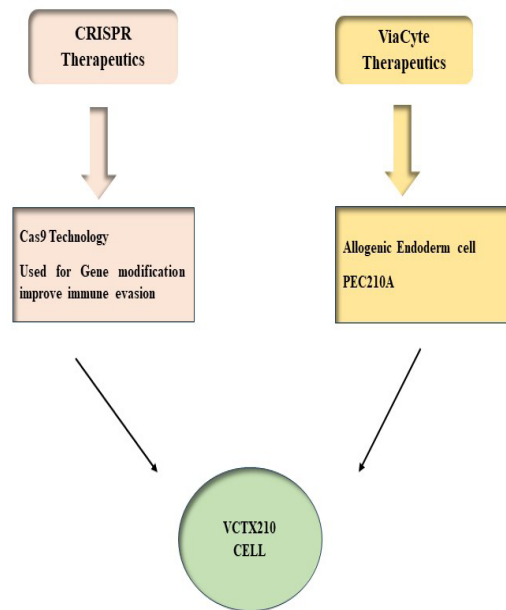 CRISPR
Therapeutics
ViaCyte
Therapeutics
Cas9 Technology
Used for Gene modification
improve immune evasion
Allogenic Endoderm cell
PEC210A
VCTX210
CELL